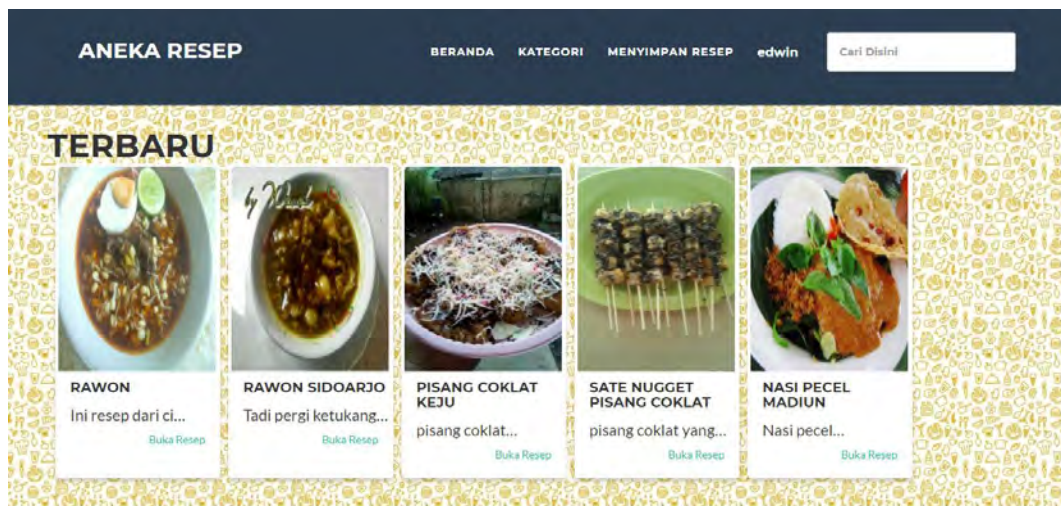 ANEKA RESEP
BERANDA KATEGORI MENYIMPAN RESEP edwin Cari Disini
TERBARU
by
RAWON
Ini resep dari ci...
Buka Resep
RAWON SIDOARJO
Tadi pergi ketukang...
Buka Resep
PISANG COKLAT
KEJU
pisang coklat...
Buka Resep
SATE NUGGET
PISANG COKLAT
pisang coklat yang...
Buka Resep
NASI PECEL
MADIUN
Nasi pecel...
Buka Resep